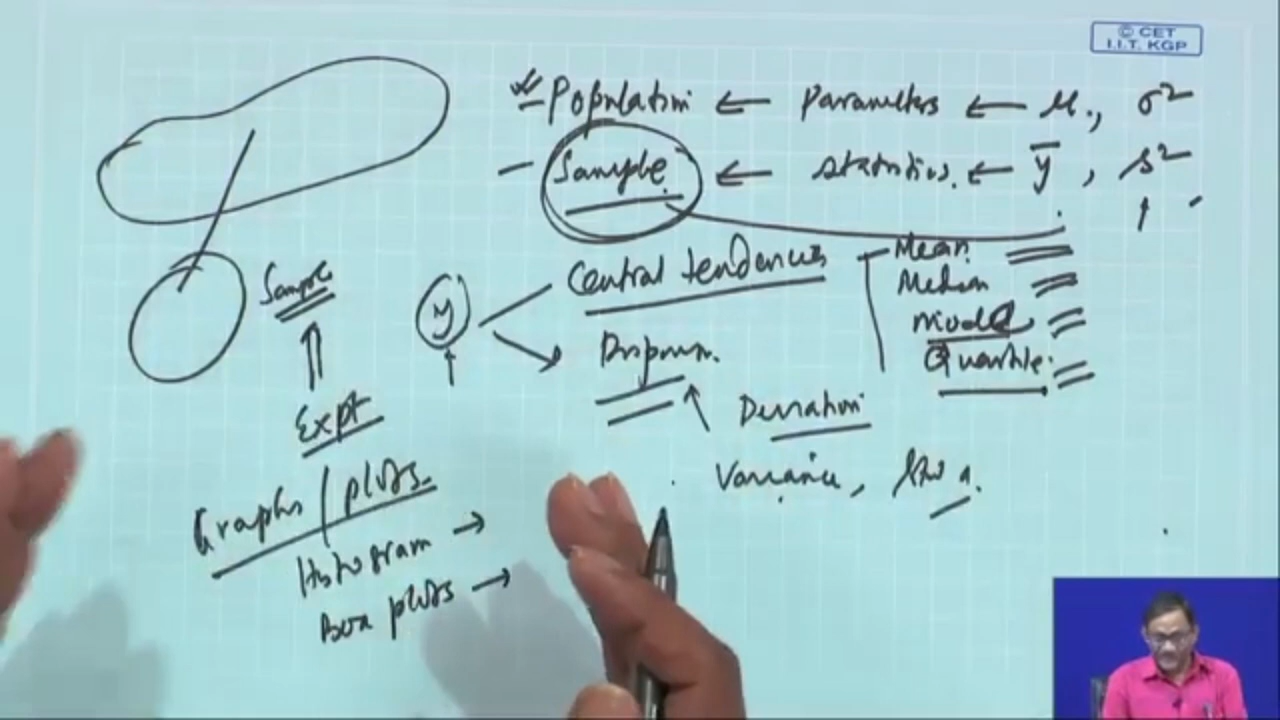 © CET
I.I.T. KGP
Population ← Parameters ← μ, σ²
Sample ← statistics ← ȳ, s²
Sample
y
Central tendencies
Mean
Median
Mode
Quartile
Expt
Deviation
Variance,
Graphs / plots
Histogram →
Box plots →